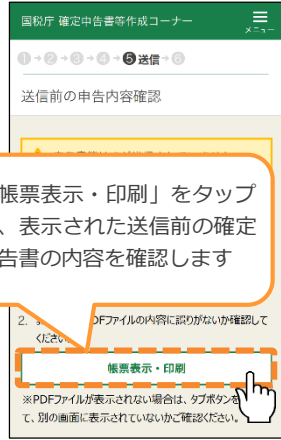 国税庁 確定申告書等作成コーナー
メニュー
1 2 3 4 5 送信 6
送信前の申告内容確認
帳票表示・印刷」をタップ
、表示された送信前の確定
告書の内容を確認します
2.
PDFファイルの内容に誤りがないか確認して
ください
帳票表示・印刷
※PDFファイルが表示されない場合は、タブボタンを
て、別の画面に表示されていないかご確認ください。